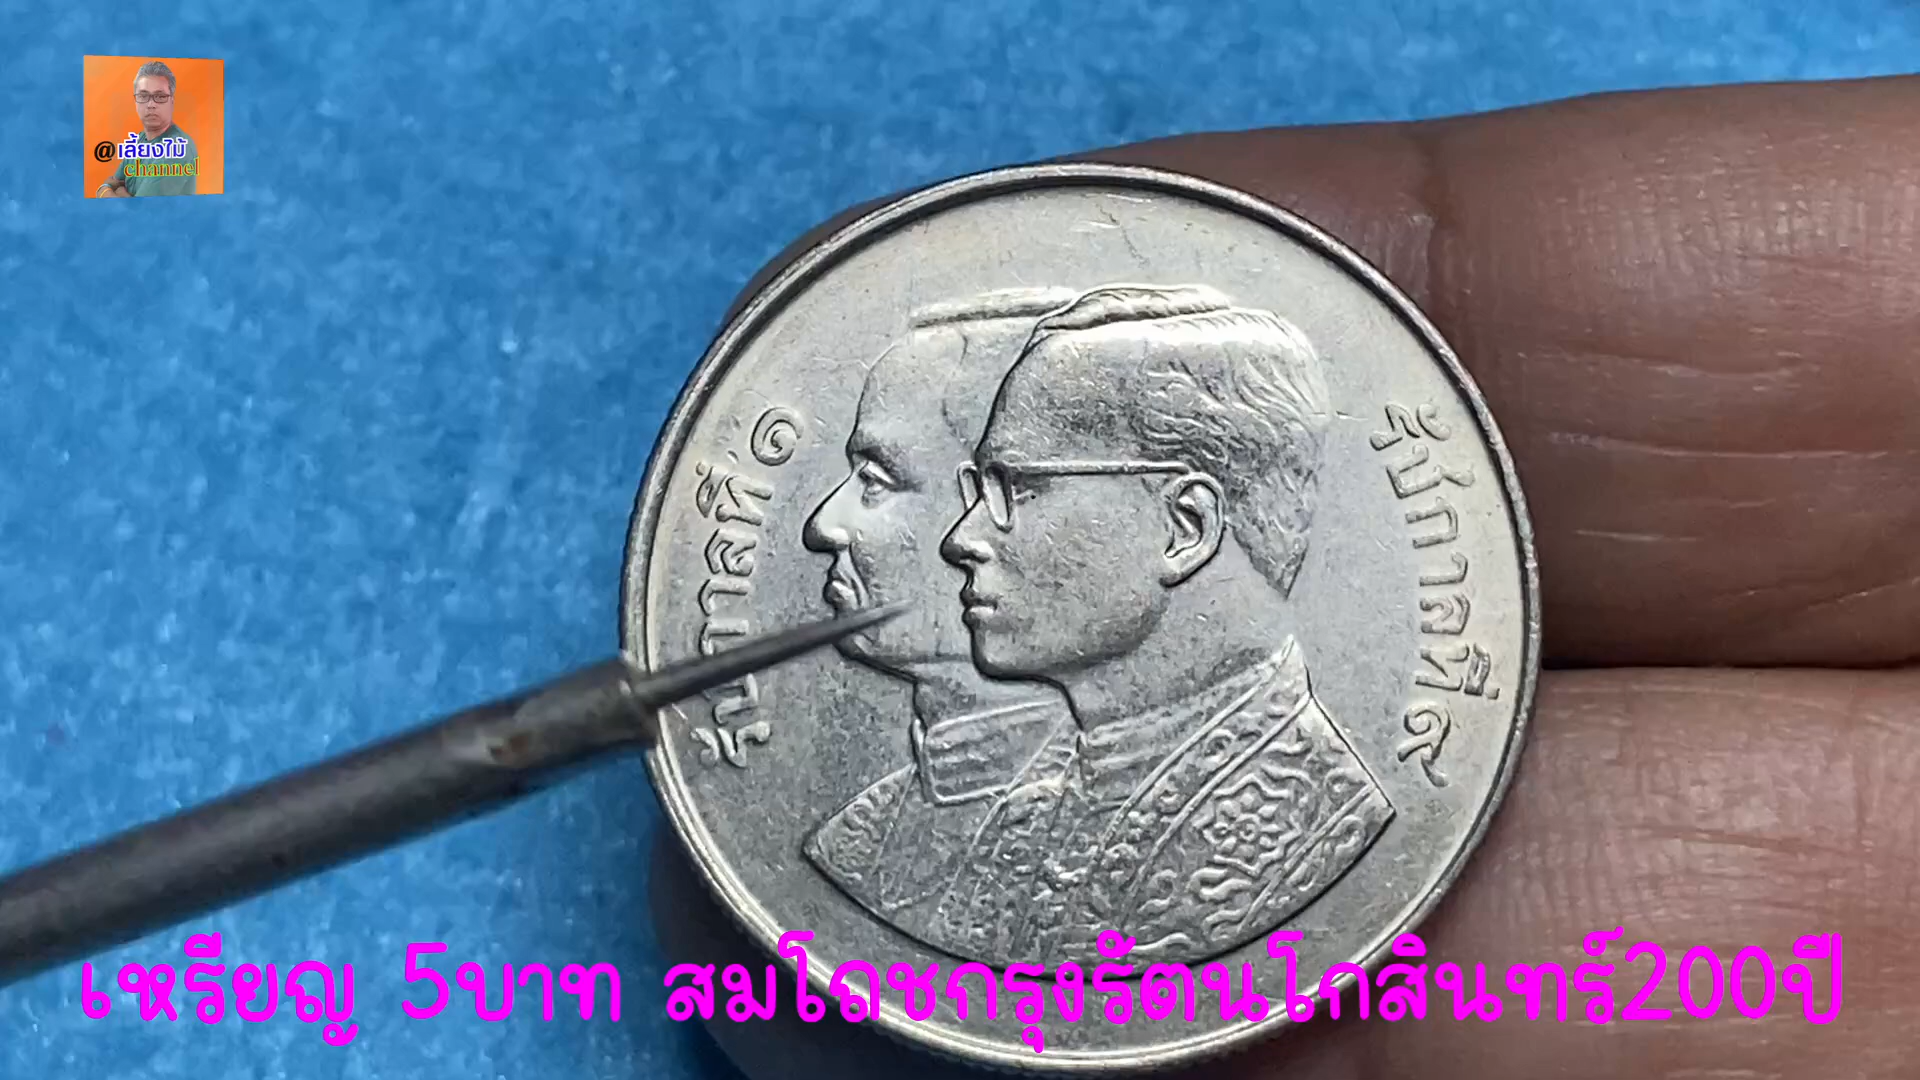 @เลี้ยงไม้
channel
รัชกาลที่ ๑
รัชกาลที่ ๙
เหรียญ 5บาท สมโถชกรุงรัตนโกสินทร์200ปี